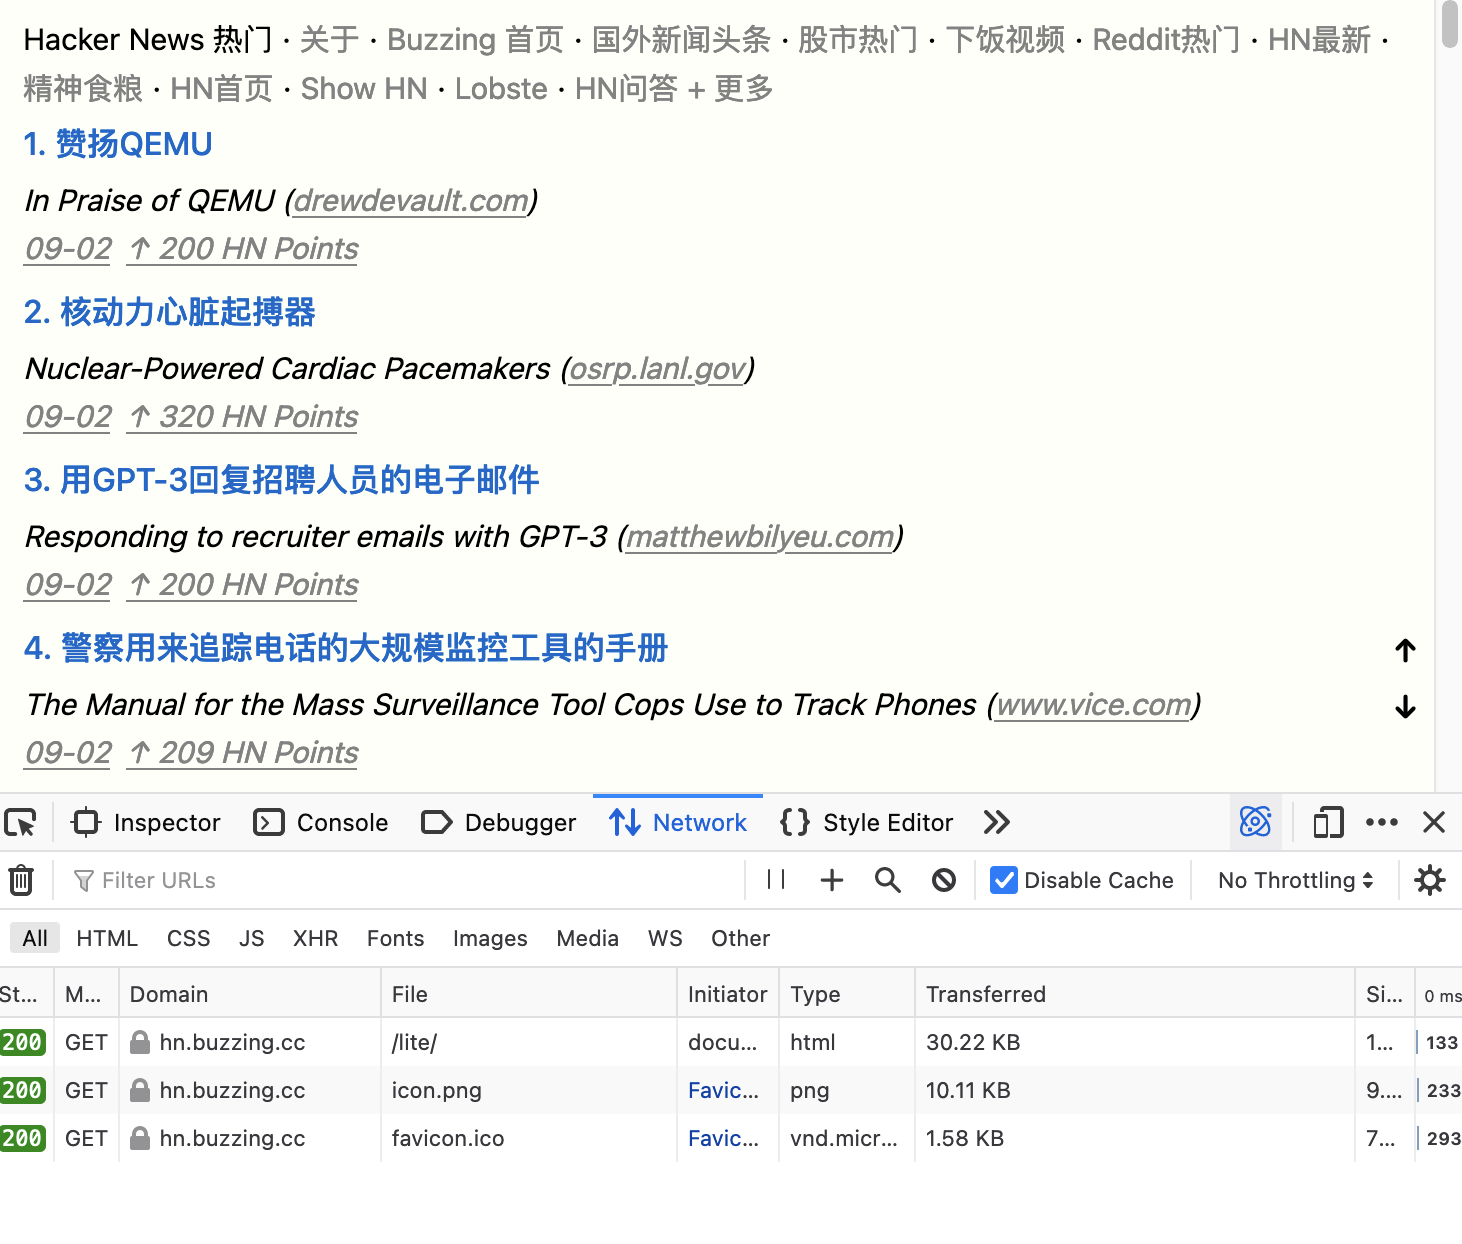 Hacker News 热门 · 关于 · Buzzing 首页 · 国外新闻头条 · 股市热门 · 下饭视频 · Reddit热门 · HN最新 ·
精神食粮 · HN首页 · Show HN · Lobste · HN问答 + 更多
1. 赞扬QEMU
In Praise of QEMU (drewdevault.com)
09-02 ↑ 200 HN Points
2. 核动力心脏起搏器
Nuclear-Powered Cardiac Pacemakers (osrp.lanl.gov)
09-02 ↑ 320 HN Points
3. 用GPT-3回复招聘人员的电子邮件
Responding to recruiter emails with GPT-3 (matthewbilyeu.com)
09-02 ↑ 200 HN Points
4. 警察用来追踪电话的大规模监控工具的手册
The Manual for the Mass Surveillance Tool Cops Use to Track Phones (www.vice.com)
09-02 ↑ 209 HN Points
Inspector Console Debugger Network {} Style Editor
Filter URLs Disable Cache No Throttling
All HTML CSS JS XHR Fonts Images Media WS Other
St... M... Domain File Initiator Type Transferred Si... 0 ms
200 GET hn.buzzing.cc /lite/ docu... html 30.22 KB 1... 133
200 GET hn.buzzing.cc icon.png Favic... png 10.11 KB 9.... 233
200 GET hn.buzzing.cc favicon.ico Favic... vnd.micr... 1.58 KB 7... 293